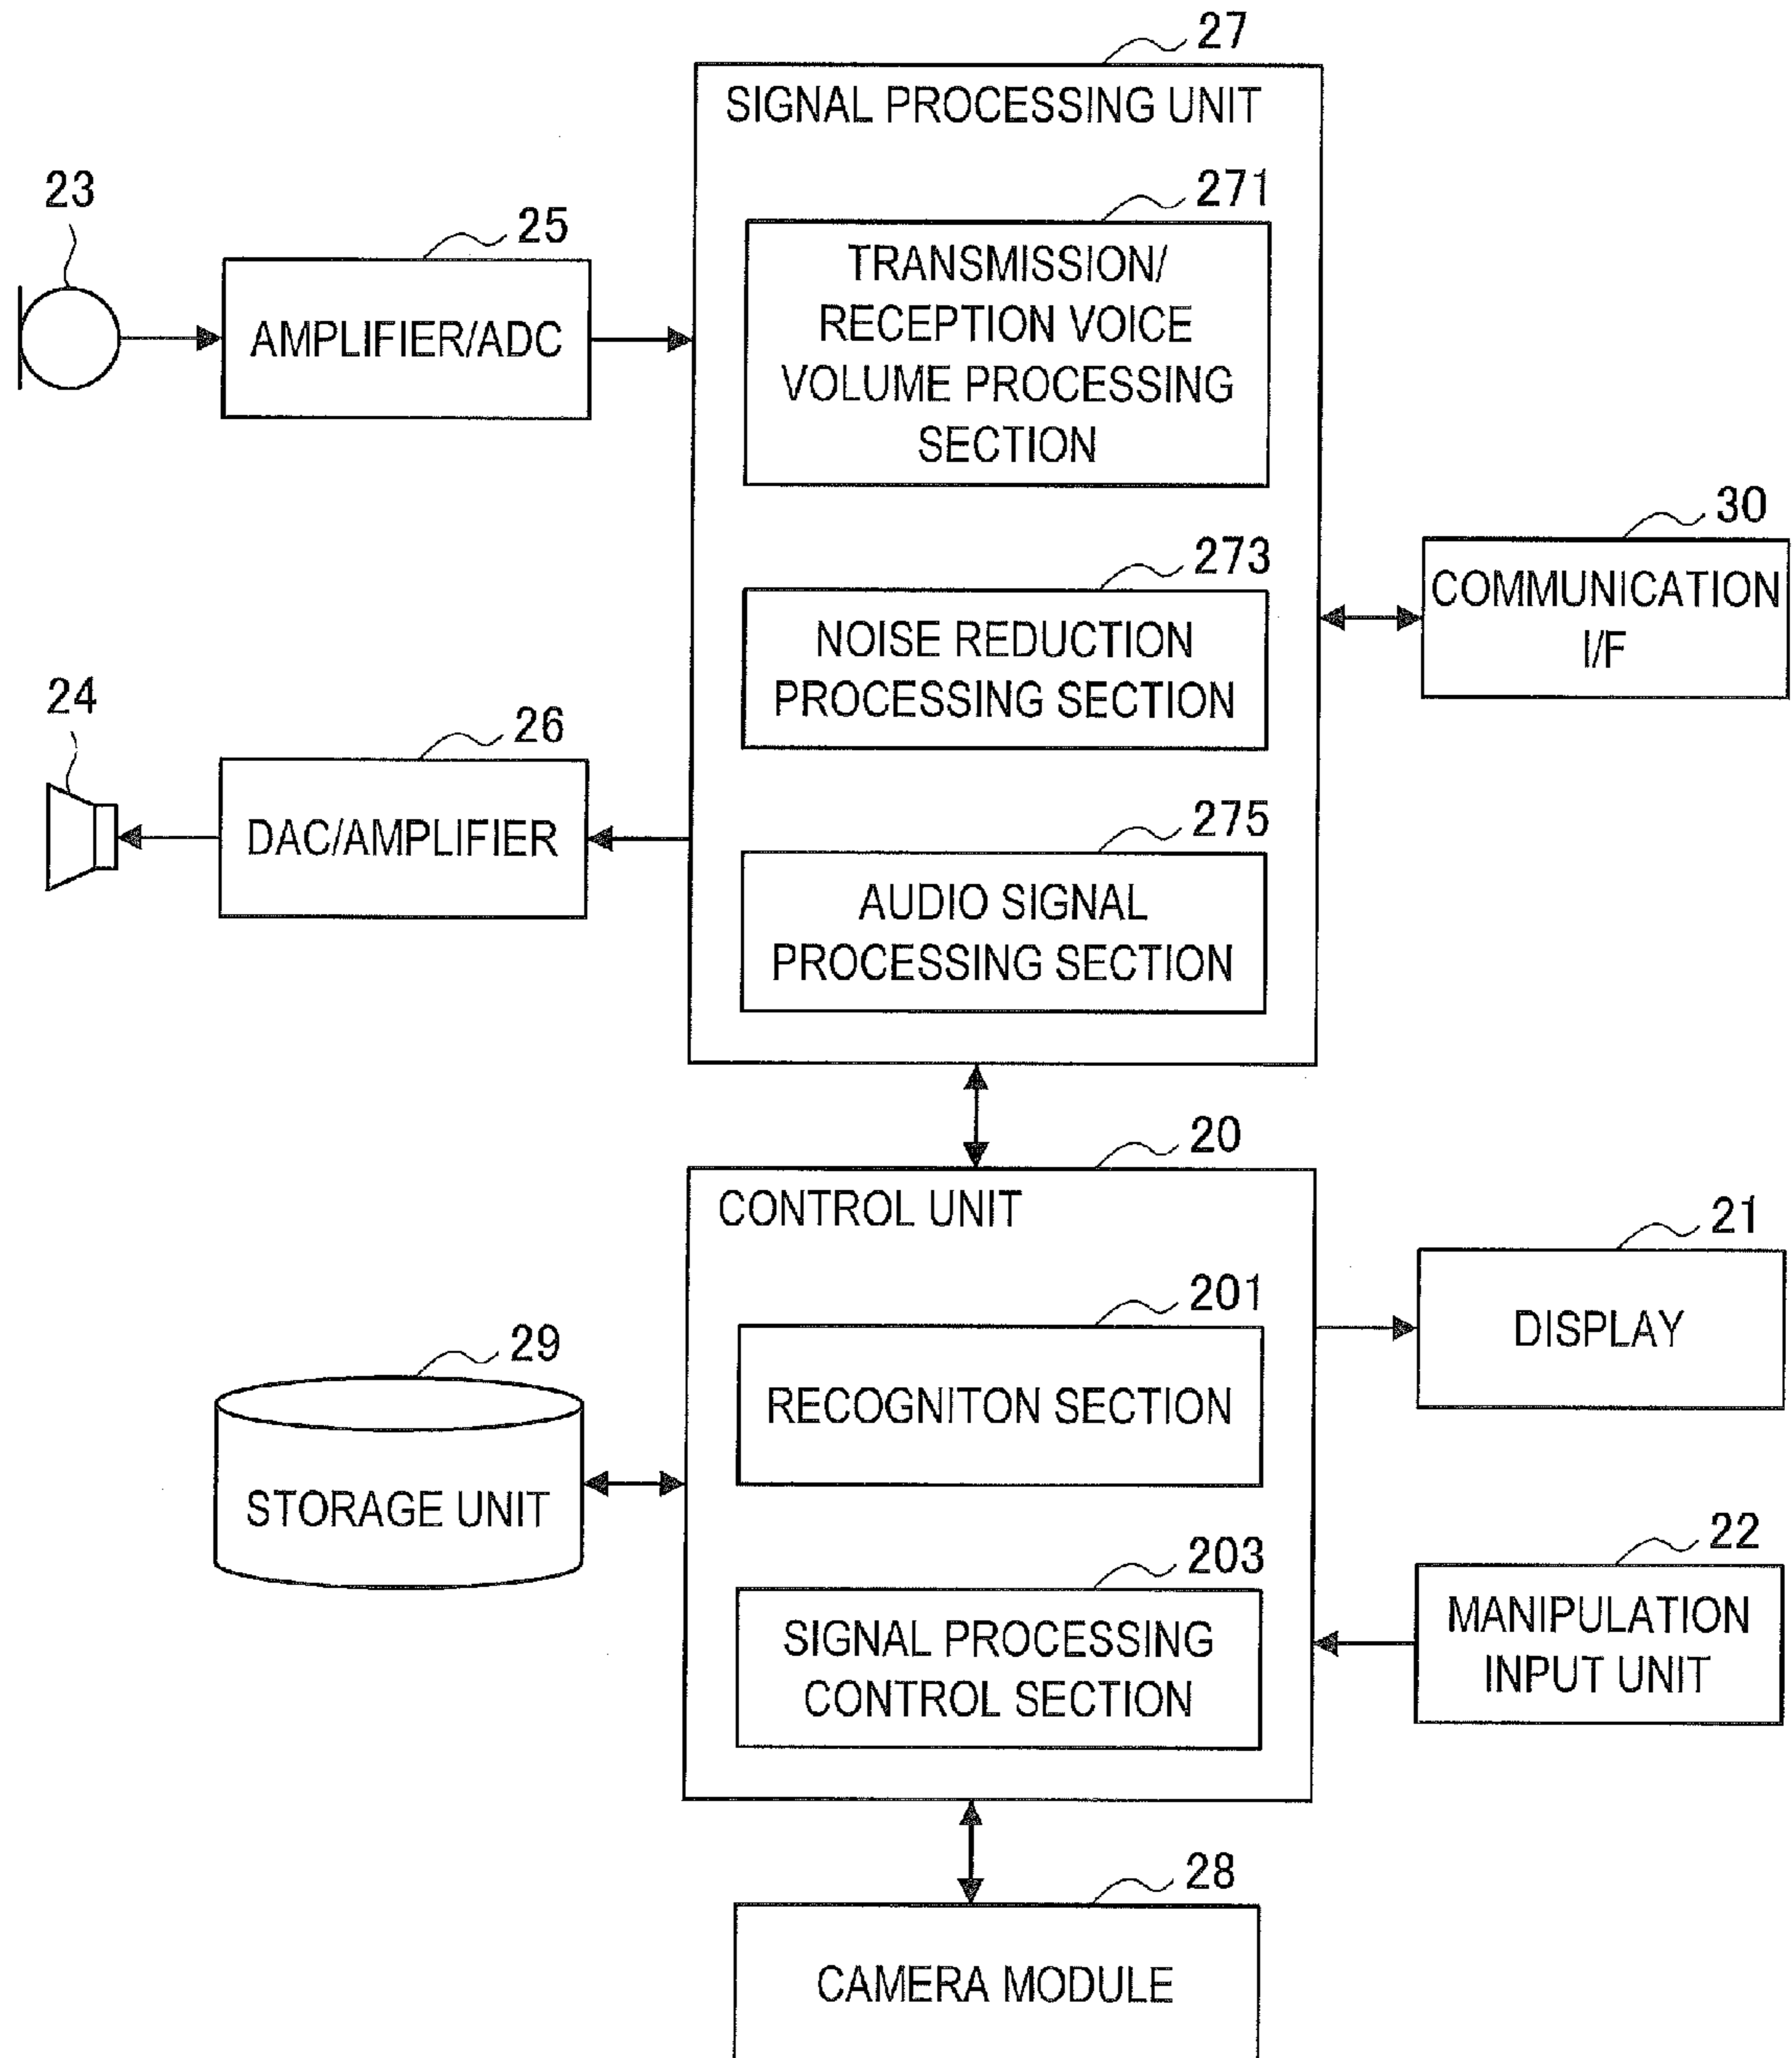 27
SIGNAL PROCESSING UNIT
271
TRANSMISSION/
RECEPTION VOICE
VOLUME PROCESSING
SECTION
23
25
AMPLIFIER/ADC
30
COMMUNICATION
I/F
273
NOISE REDUCTION
PROCESSING SECTION
24
26
DAC/AMPLIFIER
275
AUDIO SIGNAL
PROCESSING SECTION
20
CONTROL UNIT
21
DISPLAY
201
RECOGNITON SECTION
29
STORAGE UNIT
203
SIGNAL PROCESSING
CONTROL SECTION
22
MANIPULATION
INPUT UNIT
28
CAMERA MODULE